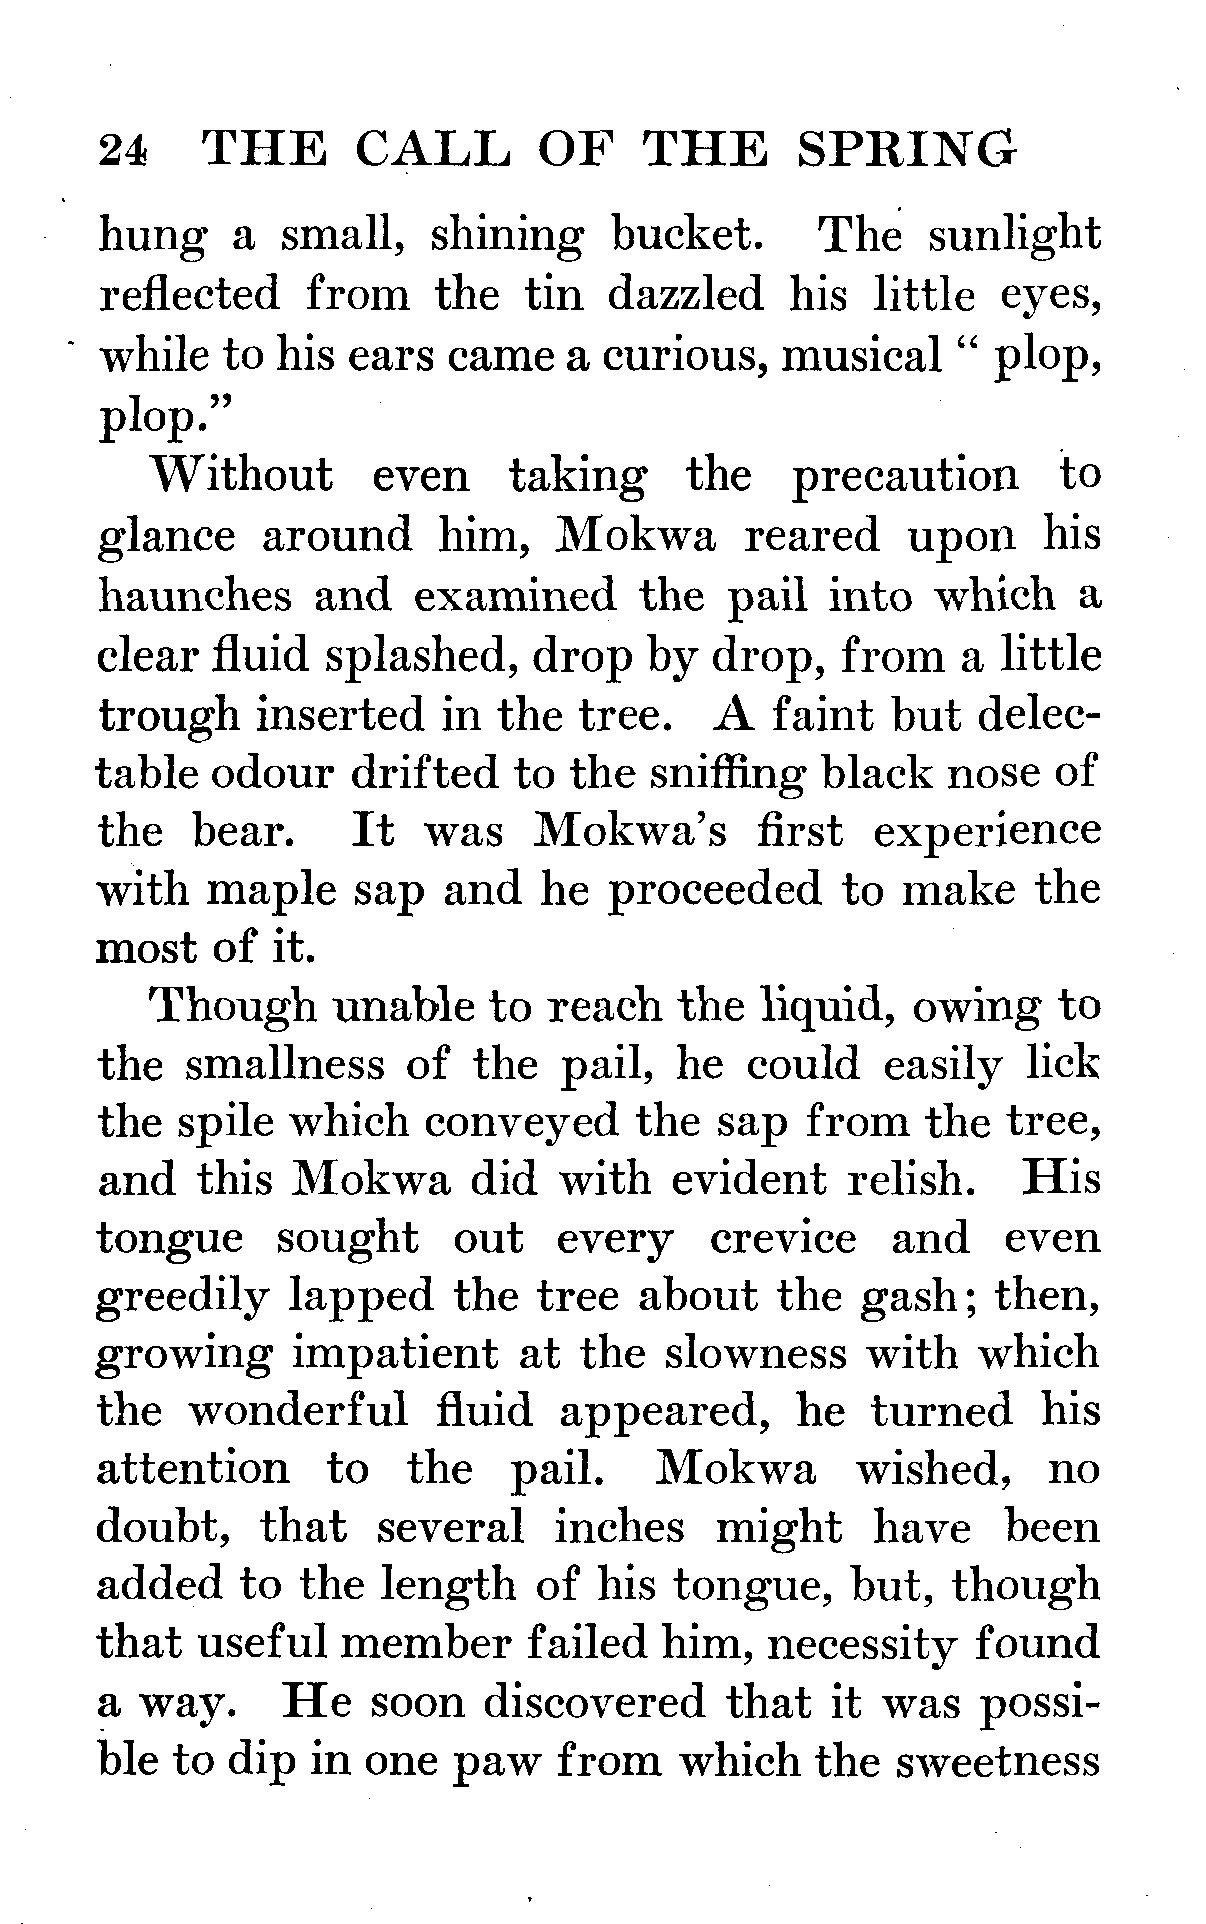 24 THE CALL OF THE SPRING
hung a small, shining bucket. The sunlight
reflected from the tin dazzled his little eyes,
while to his ears came a curious, musical “ plop,
plop.”
Without even taking the precaution to
glance around him, Mokwa reared upon his
haunches and examined the pail into which a
clear fluid splashed, drop by drop, from a little
trough inserted in the tree. A faint but delec-
table odour drifted to the sniffing black nose of
the bear. It was Mokwa’s first experience
with maple sap and he proceeded to make the
most of it.
Though unable to reach the liquid, owing to
the smallness of the pail, he could easily lick
the spile which conveyed the sap from the tree,
and this Mokwa did with evident relish. His
tongue sought out every crevice and even
greedily lapped the tree about the gash; then,
growing impatient at the slowness with which
the wonderful fluid appeared, he turned his
attention to the pail. Mokwa wished, no
doubt, that several inches might have been
added to the length of his tongue, but, though
that useful member failed him, necessity found
a way. He soon discovered that it was possi-
ble to dip in one paw from which the sweetness